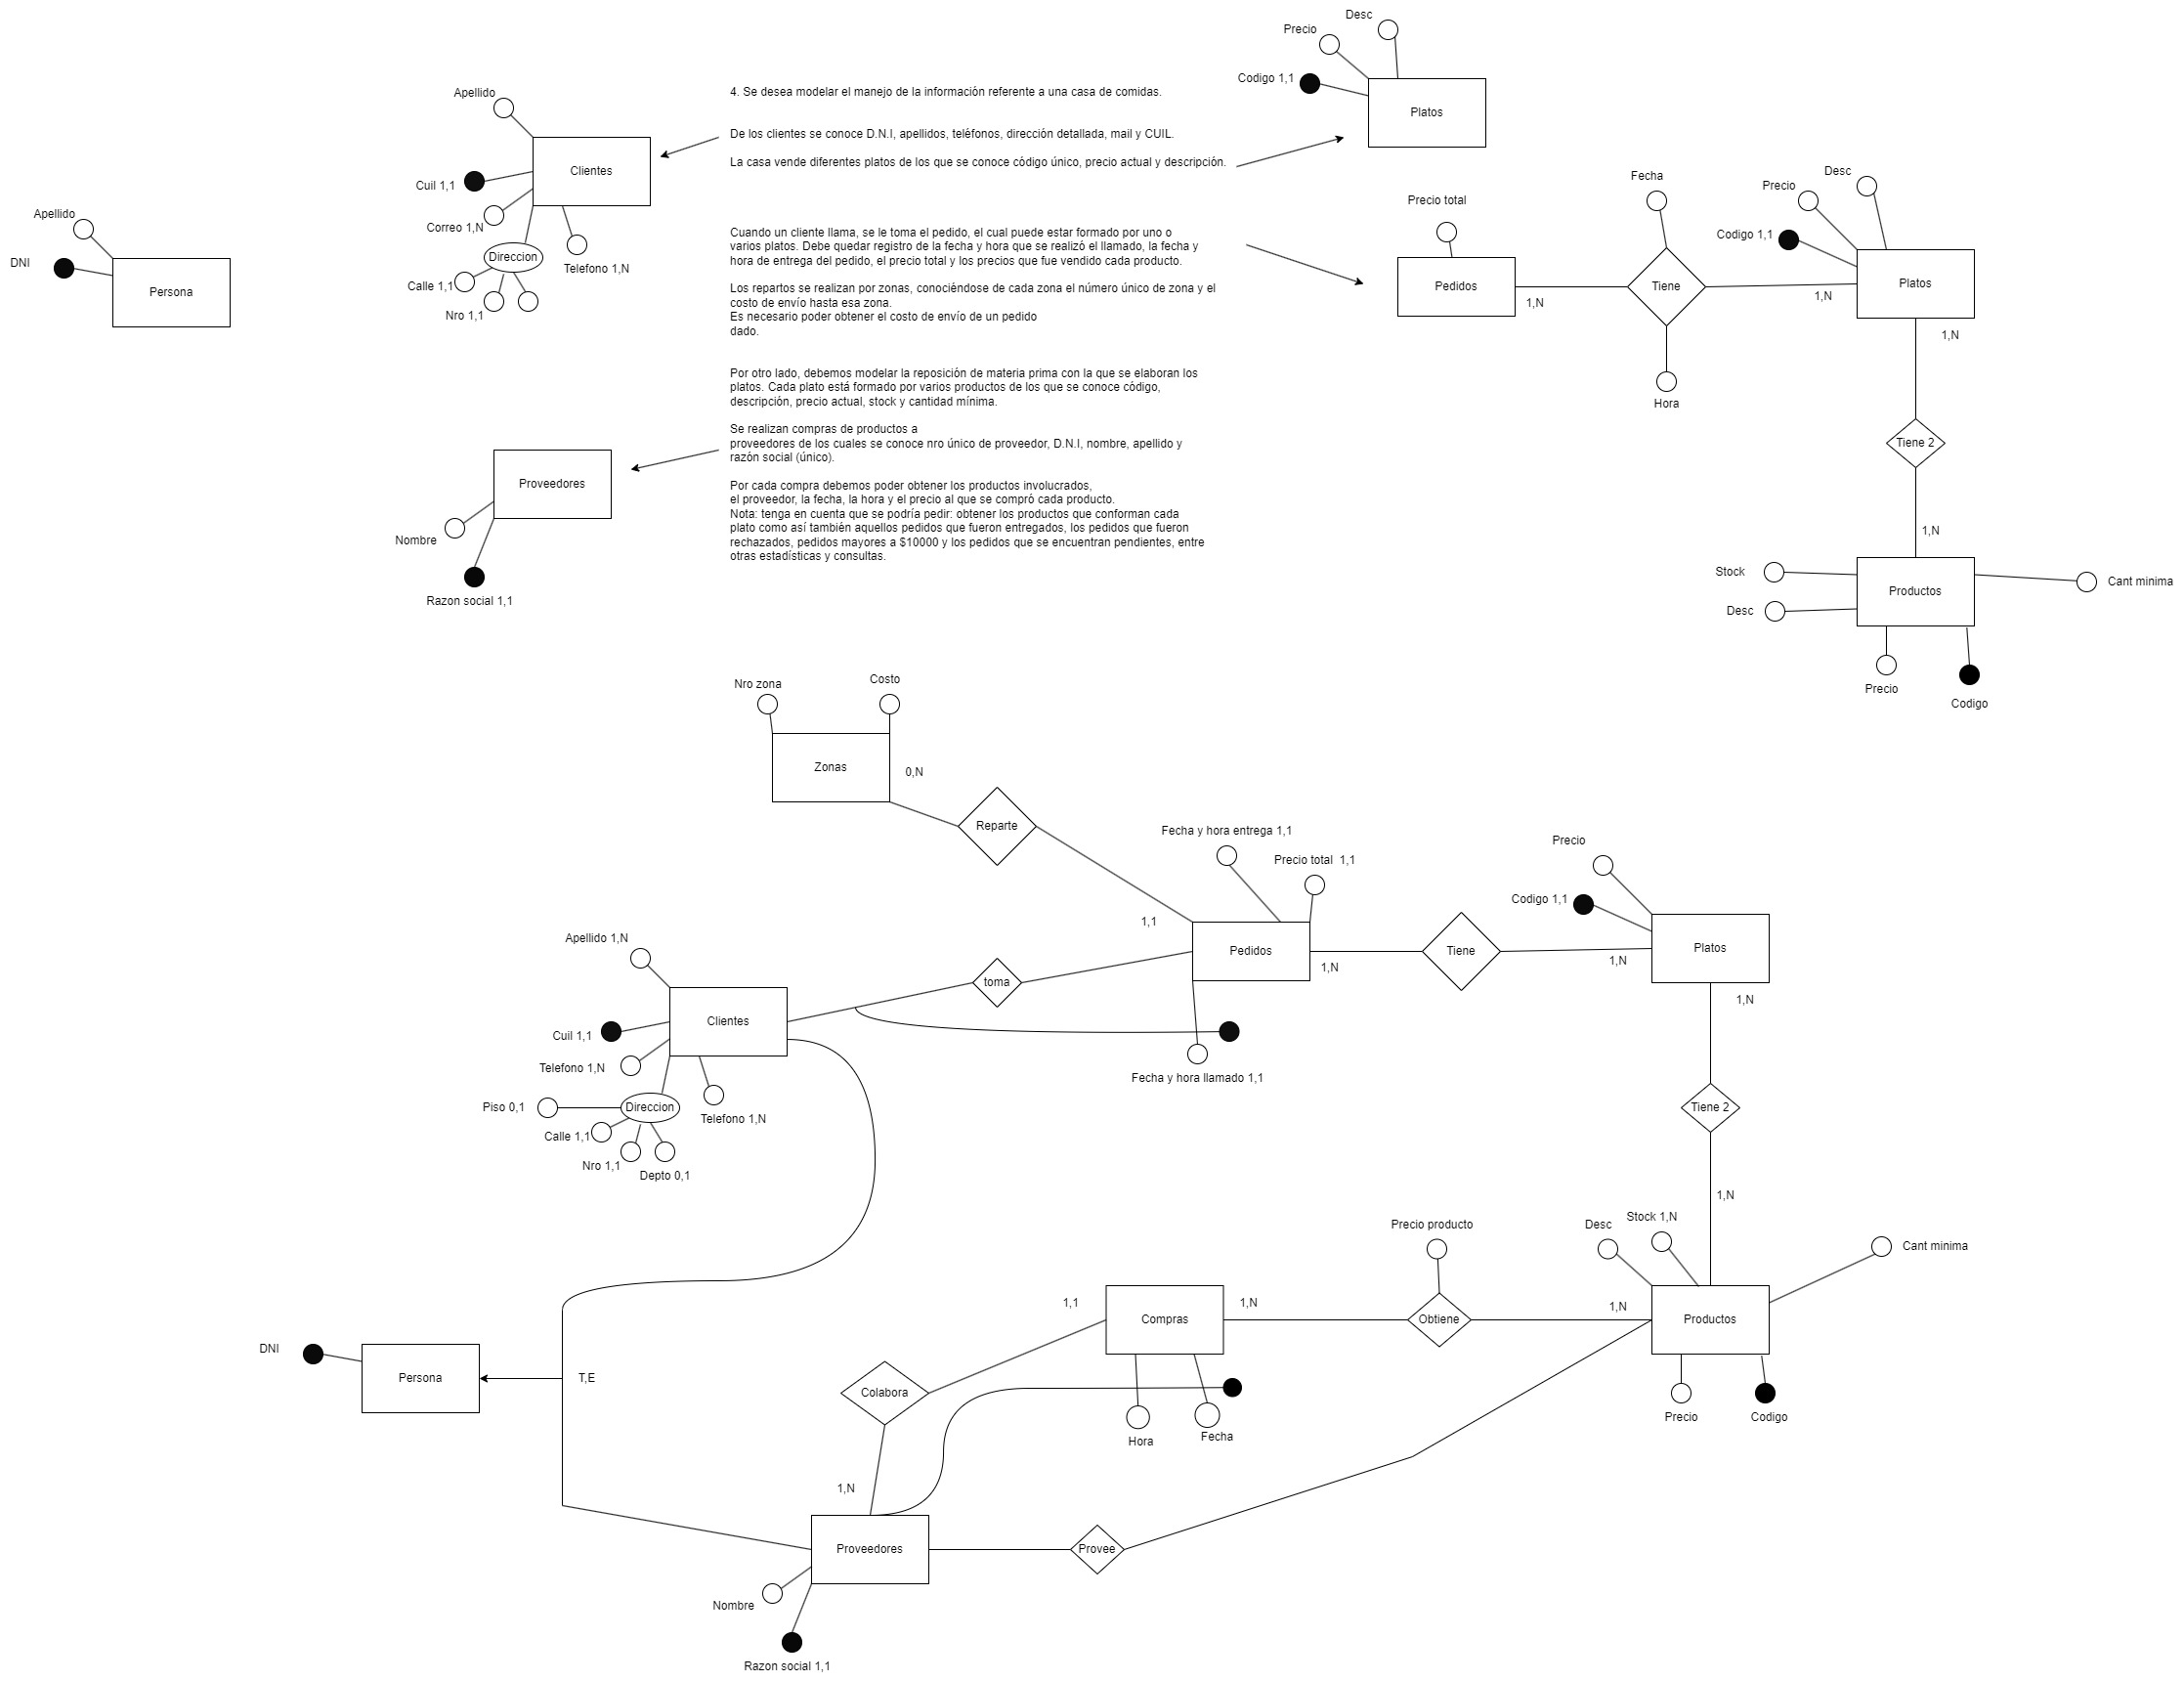 Desc
Precio
Codigo 1,1
Platos
Apellido
Clientes
Cuil 1,1
Correo 1,N
Direccion
Telefono 1,N
Calle 1,1
Nro 1,1
4. Se desea modelar el manejo de la información referente a una casa de comidas.
De los clientes se conoce D.N.I, apellidos, teléfonos, dirección detallada, mail y CUIL.
La casa vende diferentes platos de los que se conoce código único, precio actual y descripción.
Apellido
DNI
Persona
Cuando un cliente llama, se le toma el pedido, el cual puede estar formado por uno o
varios platos. Debe quedar registro de la fecha y hora que se realizó el llamado, la fecha y
hora de entrega del pedido, el precio total y los precios que fue vendido cada producto.
Los repartos se realizan por zonas, conociéndose de cada zona el número único de zona y el
costo de envío hasta esa zona.
Es necesario poder obtener el costo de envío de un pedido
dado.
Por otro lado, debemos modelar la reposición de materia prima con la que se elaboran los
platos. Cada plato está formado por varios productos de los que se conoce código,
descripción, precio actual, stock y cantidad mínima.
Se realizan compras de productos a
proveedores de los cuales se conoce nro único de proveedor, D.N.I, nombre, apellido y
razón social (único).
Por cada compra debemos poder obtener los productos involucrados,
el proveedor, la fecha, la hora y el precio al que se compró cada producto.
Nota: tenga en cuenta que se podría pedir: obtener los productos que conforman cada
plato como así también aquellos pedidos que fueron entregados, los pedidos que fueron
rechazados, pedidos mayores a $10000 y los pedidos que se encuentran pendientes, entre
otras estadísticas y consultas.
Precio total
Pedidos
1,N
Fecha
Tiene
Hora
Desc
Precio
Codigo 1,1
Platos
1,N
1,N
Tiene 2
1,N
Stock
Desc
Productos
Cant minima
Precio
Codigo
Proveedores
Nombre
Razon social 1,1
Nro zona
Costo
Zonas
0,N
Reparte
1,1
Fecha y hora entrega 1,1
Precio total  1,1
Pedidos
1,N
Tiene
1,N
Precio
Codigo 1,1
Platos
1,N
Apellido 1,N
Clientes
Cuil 1,1
Telefono 1,N
Piso 0,1
Direccion
Telefono 1,N
Calle 1,1
Nro 1,1
Depto 0,1
toma
Fecha y hora llamado 1,1
Tiene 2
1,N
DNI
Persona
T,E
Colabora
1,1
Compras
1,N
Precio producto
Obtiene
1,N
Desc
Stock 1,N
Cant minima
Productos
Precio
Codigo
Hora
Fecha
1,N
Proveedores
Provee
Nombre
Razon social 1,1